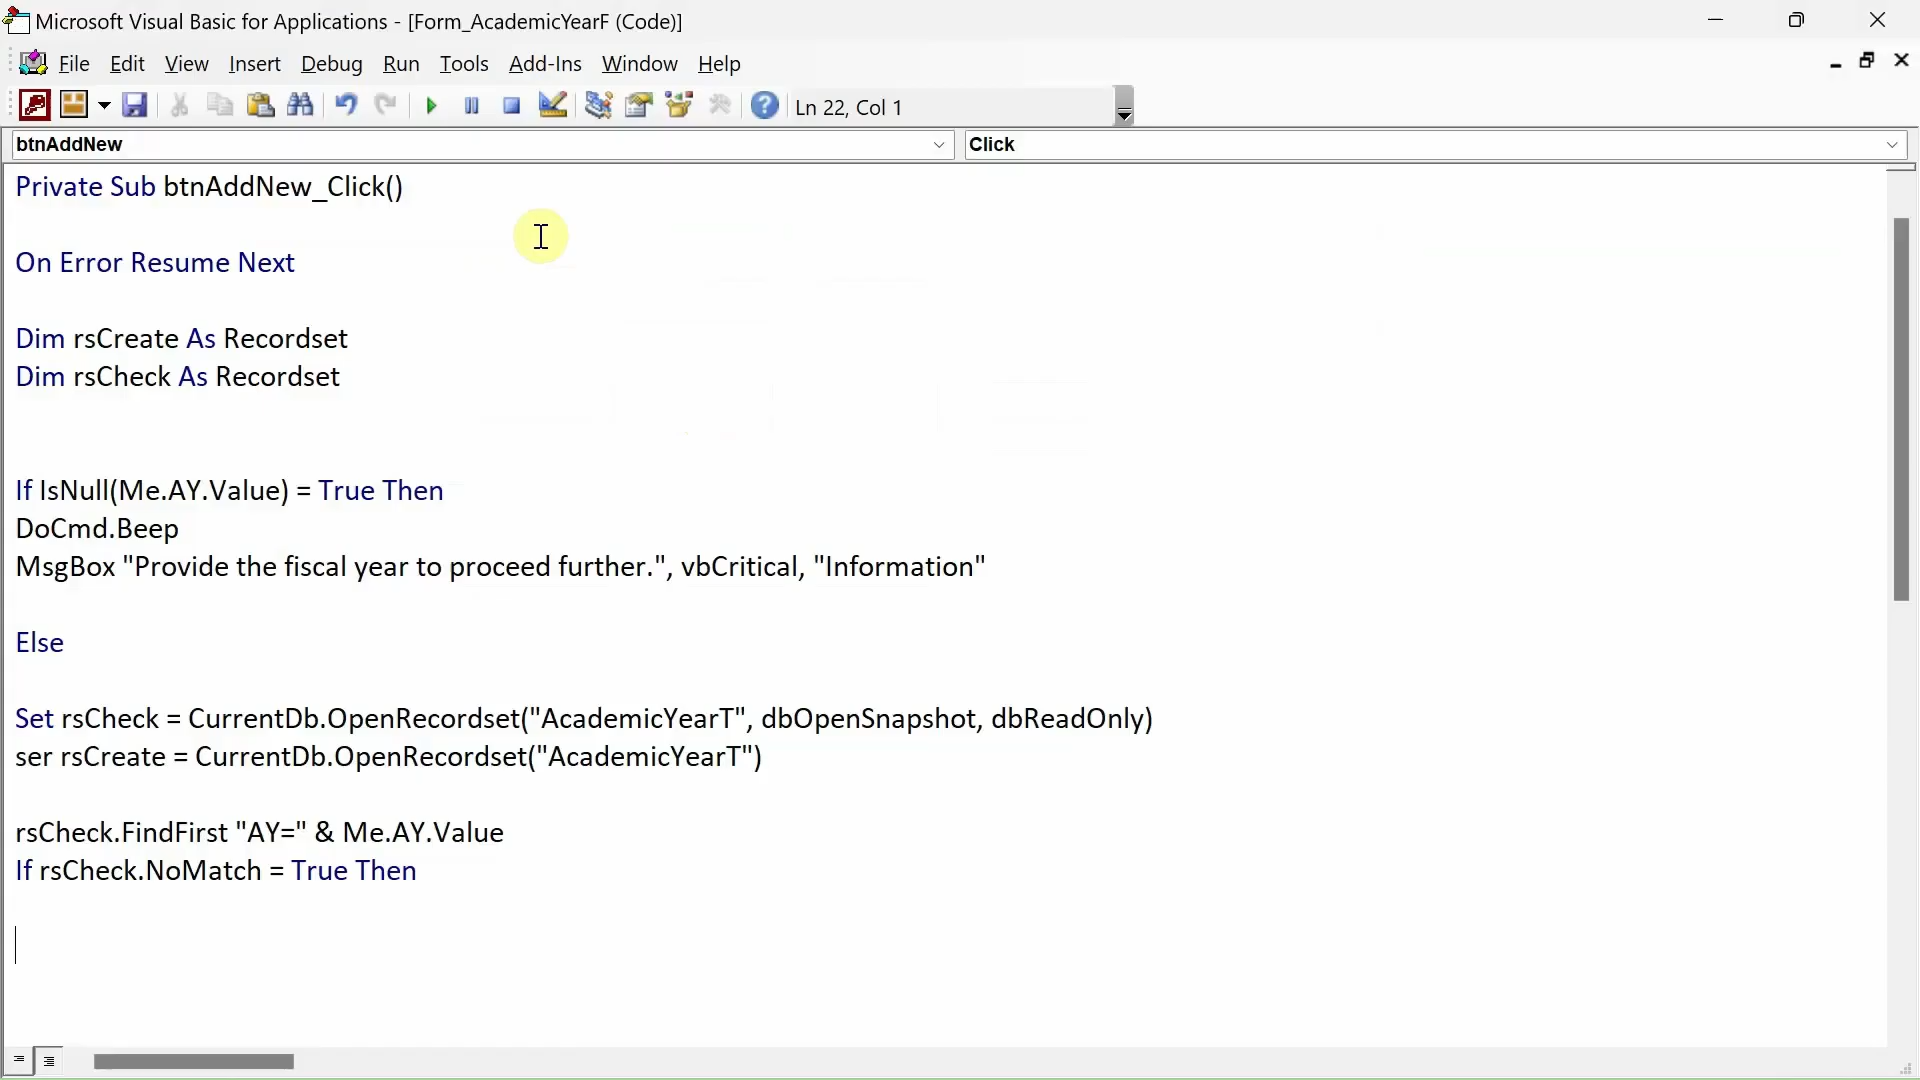 Microsoft Visual Basic for Applications - [Form_AcademicYearF (Code)]
File Edit View Insert Debug Run Tools Add-Ins Window Help
Ln 22, Col 1
btnAddNew
Click
Private Sub btnAddNew_Click()
On Error Resume Next
Dim rsCreate As Recordset
Dim rsCheck As Recordset
If IsNull(Me.AY.Value) = True Then
DoCmd.Beep
MsgBox "Provide the fiscal year to proceed further.", vbCritical, "Information"
Else
Set rsCheck = CurrentDb.OpenRecordset("AcademicYearT", dbOpenSnapshot, dbReadOnly)
ser rsCreate = CurrentDb.OpenRecordset("AcademicYearT")
rsCheck.FindFirst "AY=" & Me.AY.Value
If rsCheck.NoMatch = True Then